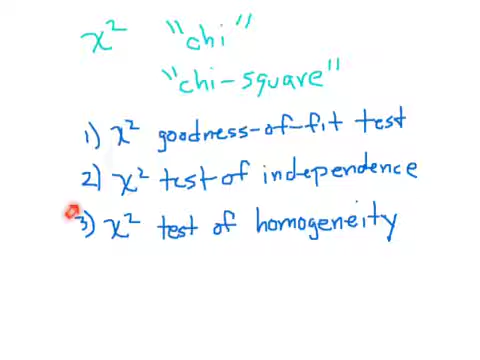 χ² "chi"
"chi-square"
1) χ² goodness-of-fit test
2) χ² test of independence
3) χ² test of homogeneity